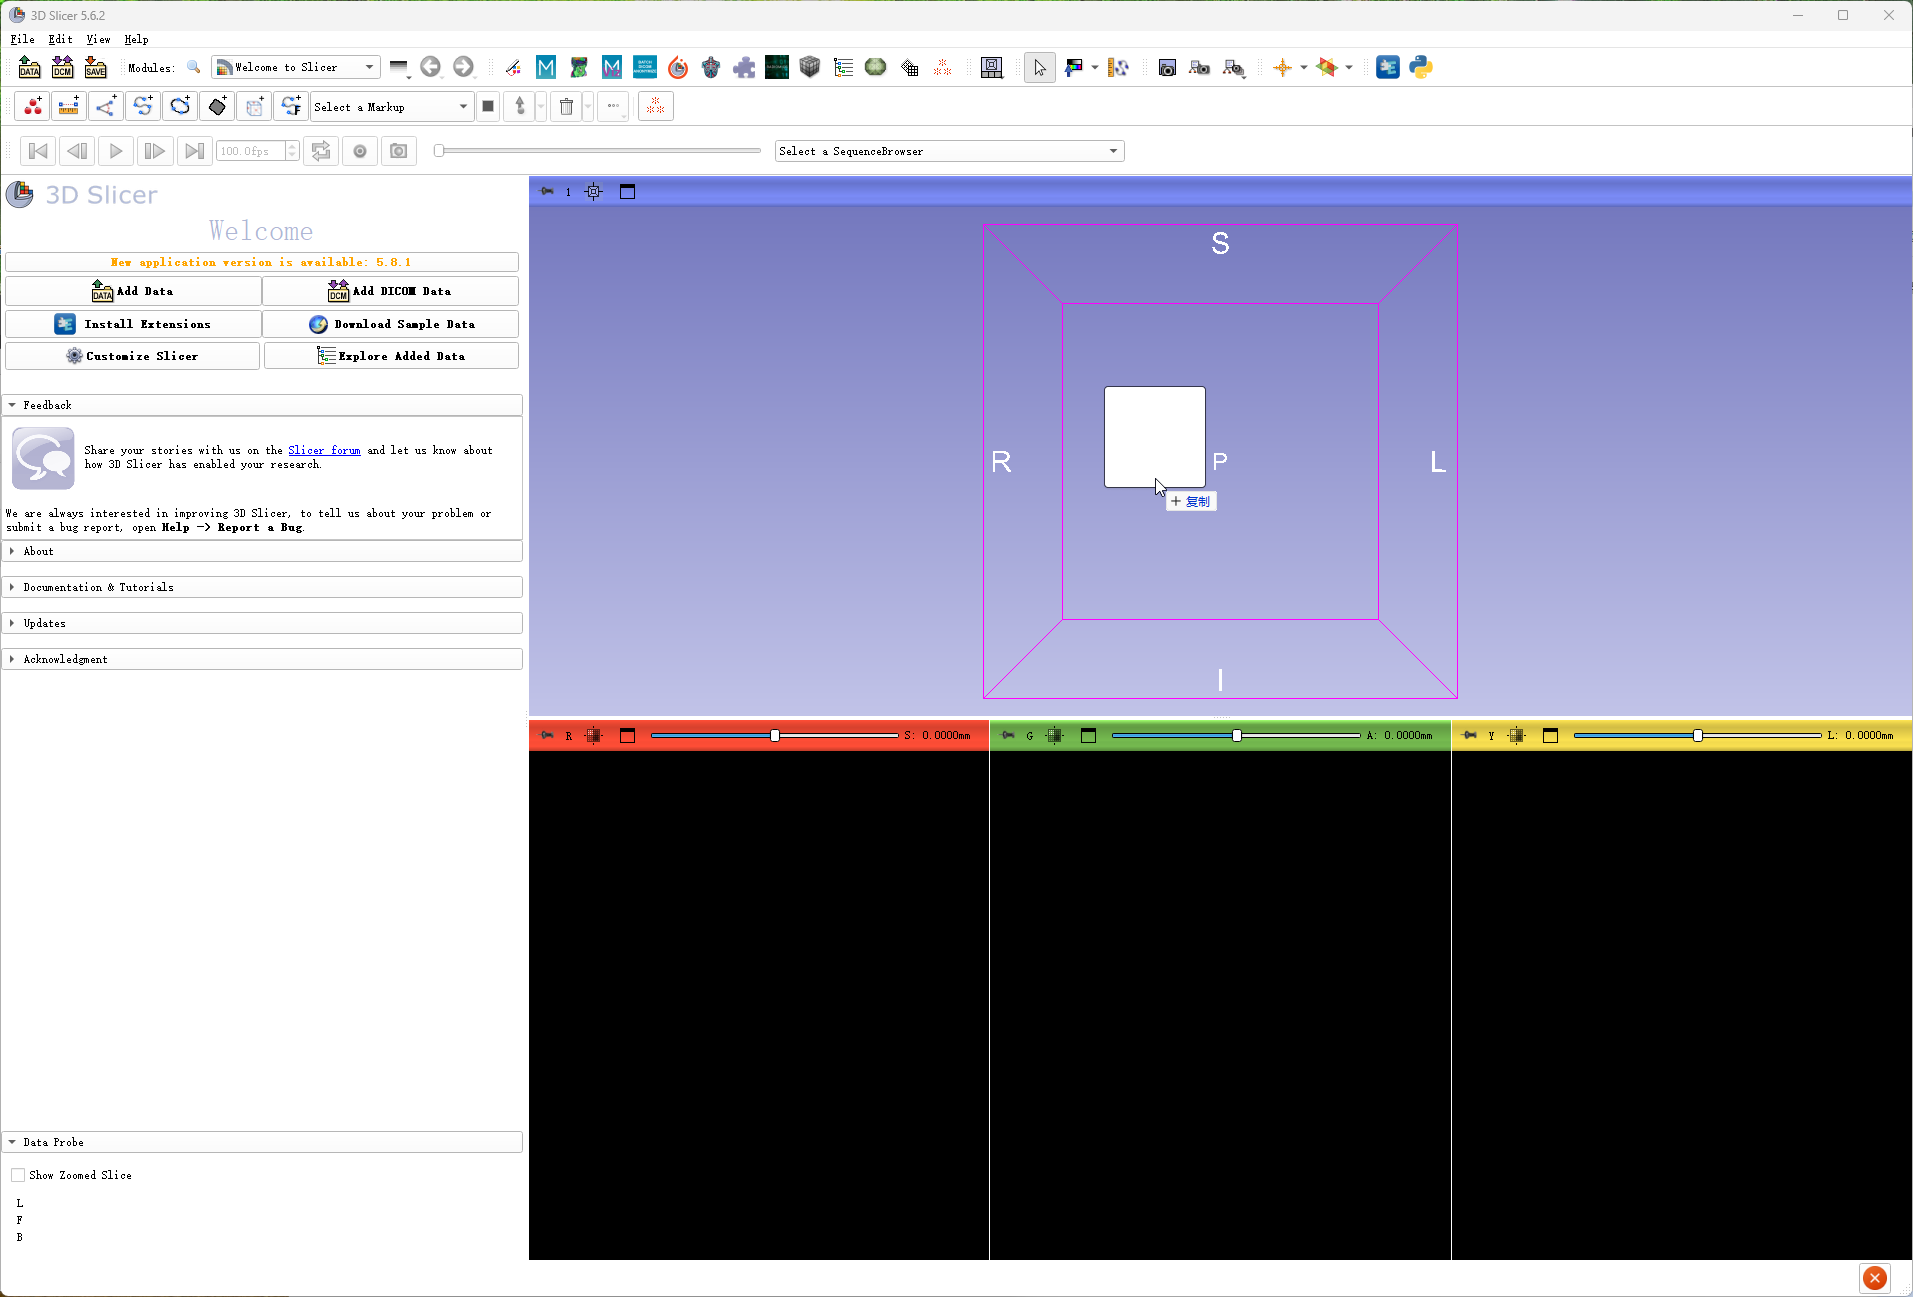 3D Slicer 5.6.2
File Edit View Help
DATA DCM SAVE Modules: Welcome to Slicer
Select a Markup
100.0fps Select a SequenceBrowser
3D Slicer
Welcome
New application version is available: 5.8.1
DATA Add Data DCM Add DICOM Data
Install Extensions Download Sample Data
Customize Slicer Explore Added Data
Feedback
Share your stories with us on the Slicer forum and let us know about
how 3D Slicer has enabled your research.
We are always interested in improving 3D Slicer, to tell us about your problem or
submit a bug report, open Help -> Report a Bug.
About
Documentation & Tutorials
Updates
Acknowledgment
Data Probe
Show Zoomed Slice
L
F
B
1
S
R P L
+ 复制
I
R S: 0.0000mm
G A: 0.0000mm
Y L: 0.0000mm